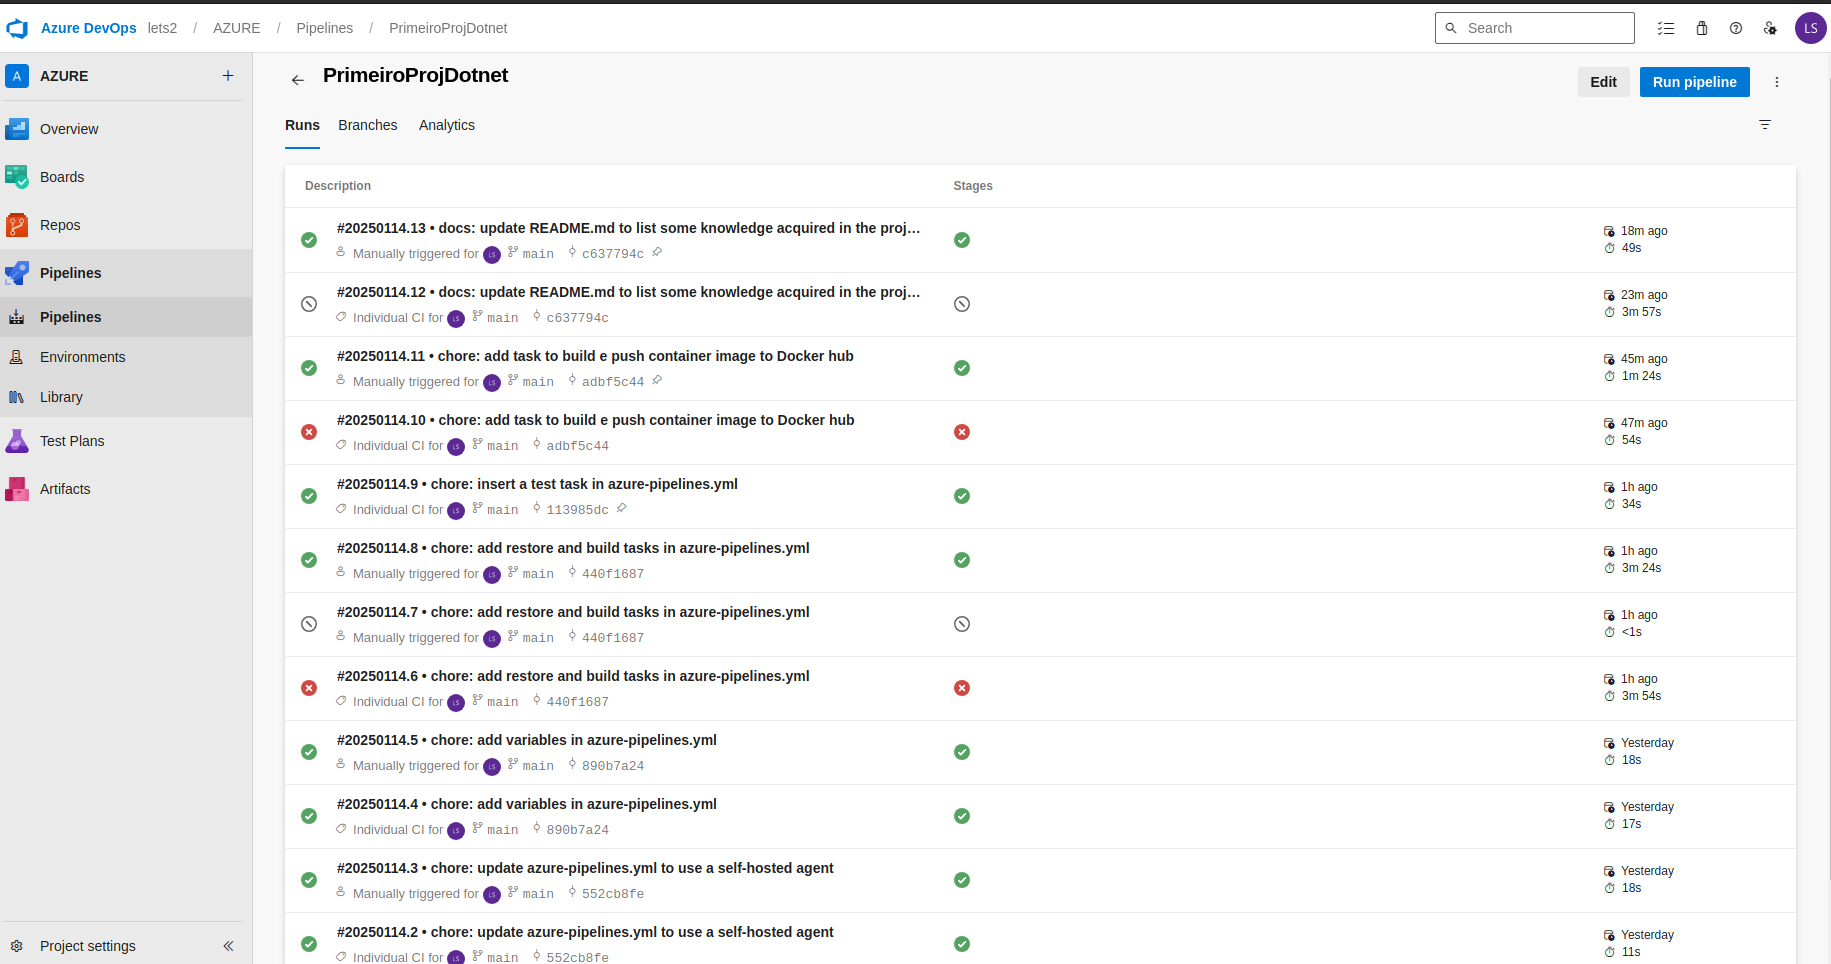 Azure DevOps lets2 / AZURE / Pipelines / PrimeiroProjDotnet
Search
LS
A AZURE
Overview
Boards
Repos
Pipelines
Pipelines
Environments
Library
Test Plans
Artifacts
Project settings
PrimeiroProjDotnet
Edit
Run pipeline
Runs Branches Analytics
Description Stages
#20250114.13 • docs: update README.md to list some knowledge acquired in the proj…
Manually triggered for LS main c637794c
18m ago
49s
#20250114.12 • docs: update README.md to list some knowledge acquired in the proj…
Individual CI for LS main c637794c
23m ago
3m 57s
#20250114.11 • chore: add task to build e push container image to Docker hub
Manually triggered for LS main adbf5c44
45m ago
1m 24s
#20250114.10 • chore: add task to build e push container image to Docker hub
Individual CI for LS main adbf5c44
47m ago
54s
#20250114.9 • chore: insert a test task in azure-pipelines.yml
Individual CI for LS main 113985dc
1h ago
34s
#20250114.8 • chore: add restore and build tasks in azure-pipelines.yml
Manually triggered for LS main 440f1687
1h ago
3m 24s
#20250114.7 • chore: add restore and build tasks in azure-pipelines.yml
Manually triggered for LS main 440f1687
1h ago
<1s
#20250114.6 • chore: add restore and build tasks in azure-pipelines.yml
Individual CI for LS main 440f1687
1h ago
3m 54s
#20250114.5 • chore: add variables in azure-pipelines.yml
Manually triggered for LS main 890b7a24
Yesterday
18s
#20250114.4 • chore: add variables in azure-pipelines.yml
Individual CI for LS main 890b7a24
Yesterday
17s
#20250114.3 • chore: update azure-pipelines.yml to use a self-hosted agent
Manually triggered for LS main 552cb8fe
Yesterday
18s
#20250114.2 • chore: update azure-pipelines.yml to use a self-hosted agent
Individual CI for LS main 552cb8fe
Yesterday
11s